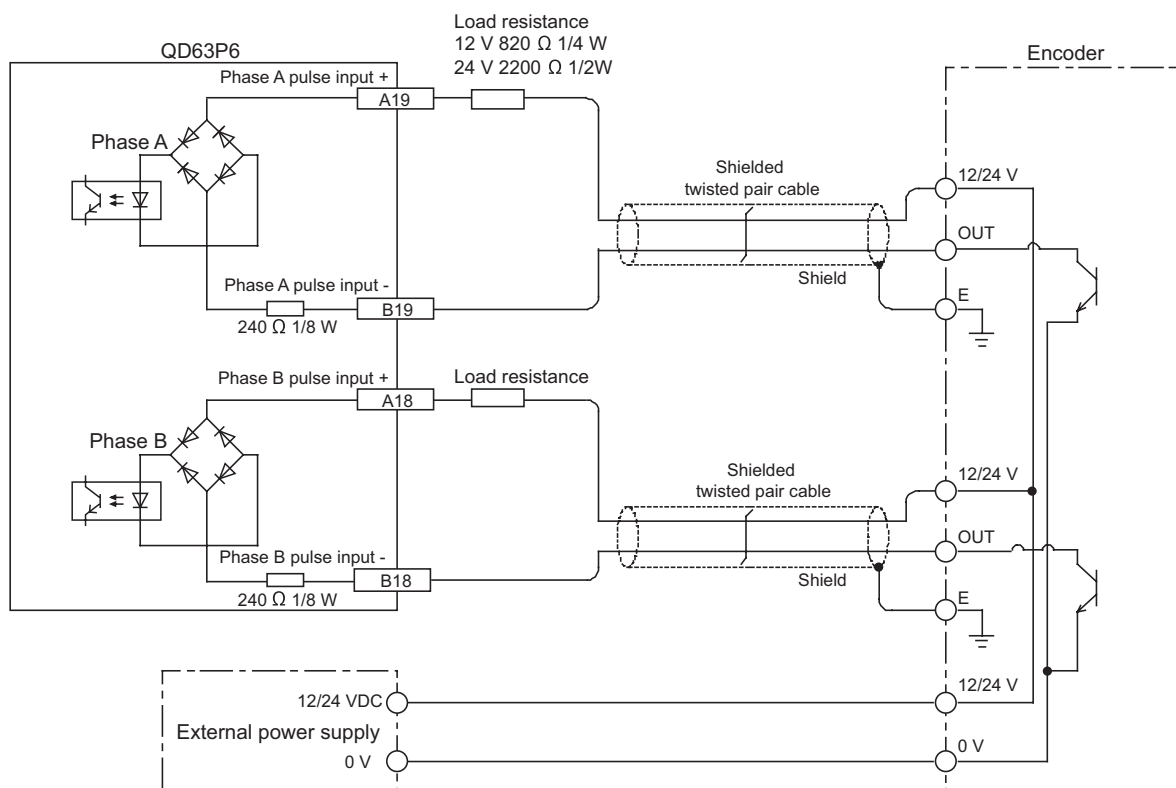 Load resistance
12 V 820 Ω 1/4 W
24 V 2200 Ω 1/2W
QD63P6
Encoder
Phase A pulse input +
A19
Phase A
Shielded
twisted pair cable
12/24 V
OUT
Shield
E
Phase A pulse input -
B19
240 Ω 1/8 W
Phase B pulse input +
A18
Load resistance
Phase B
Shielded
twisted pair cable
12/24 V
OUT
Shield
E
Phase B pulse input -
B18
240 Ω 1/8 W
12/24 VDC
12/24 V
External power supply
0 V
0 V